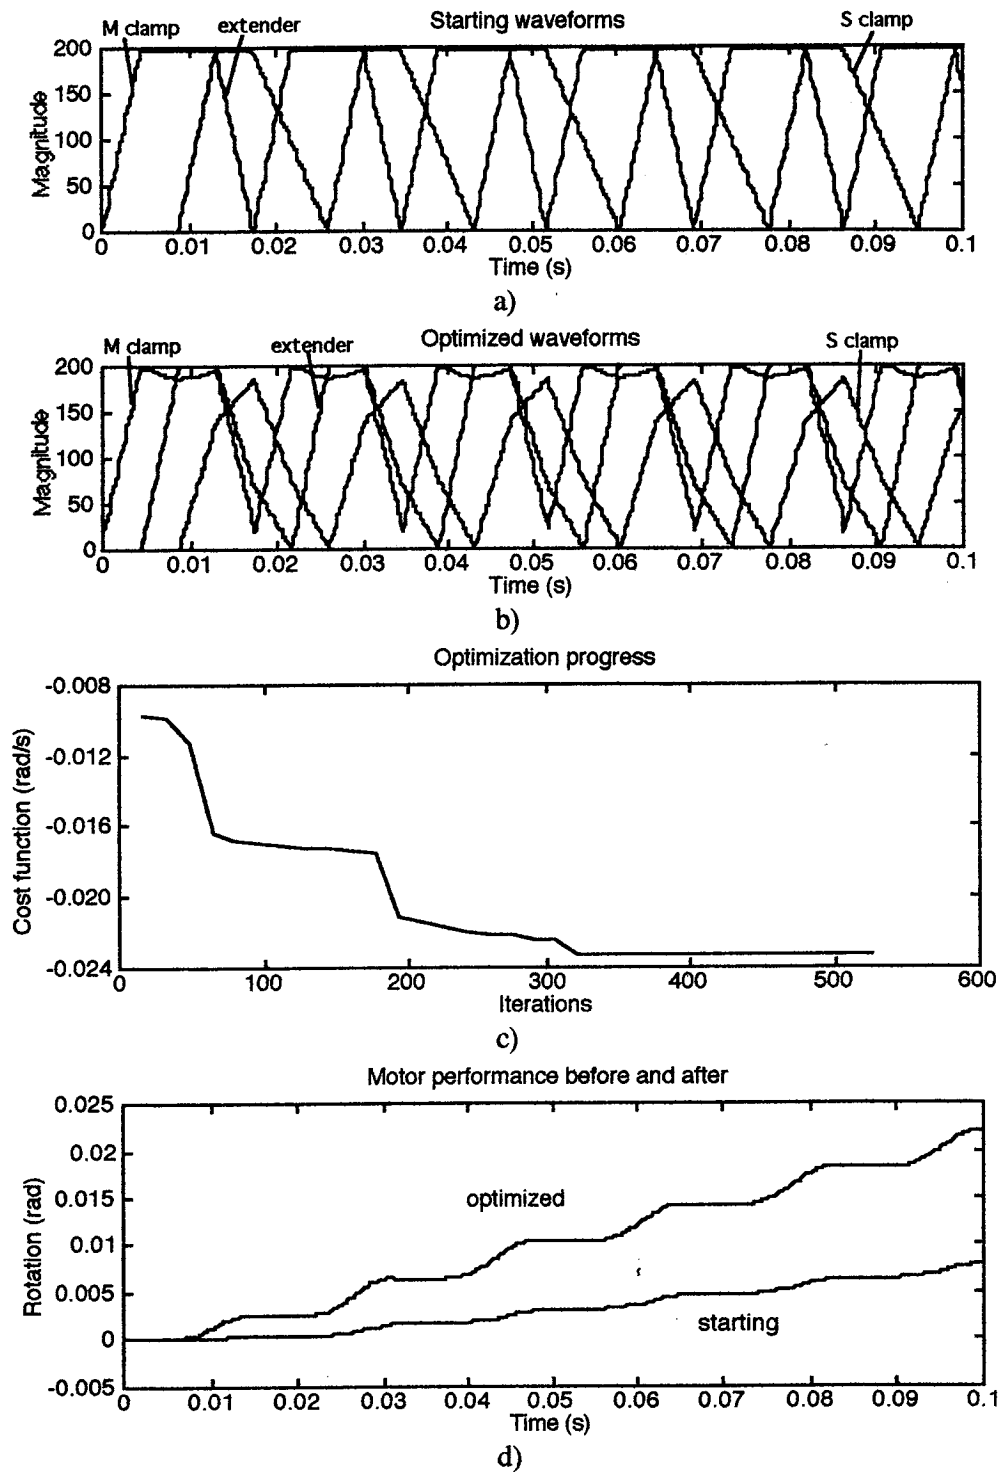 Starting waveforms
M clamp extender S clamp
200
150
100
50
0
Magnitude
0 0.01 0.02 0.03 0.04 0.05 0.06 0.07 0.08 0.09 0.1
Time (s)
a)
Optimized waveforms
M clamp extender S clamp
200
150
100
50
0
Magnitude
0 0.01 0.02 0.03 0.04 0.05 0.06 0.07 0.08 0.09 0.1
Time (s)
b)
Optimization progress
-0.008
-0.012
-0.016
-0.020
-0.024
Cost function (rad/s)
0 100 200 300 400 500 600
Iterations
c)
Motor performance before and after
0.025
0.02
0.015
0.01
0.005
0
-0.005
Rotation (rad)
optimized
starting
0 0.01 0.02 0.03 0.04 0.05 0.06 0.07 0.08 0.09 0.1
Time (s)
d)